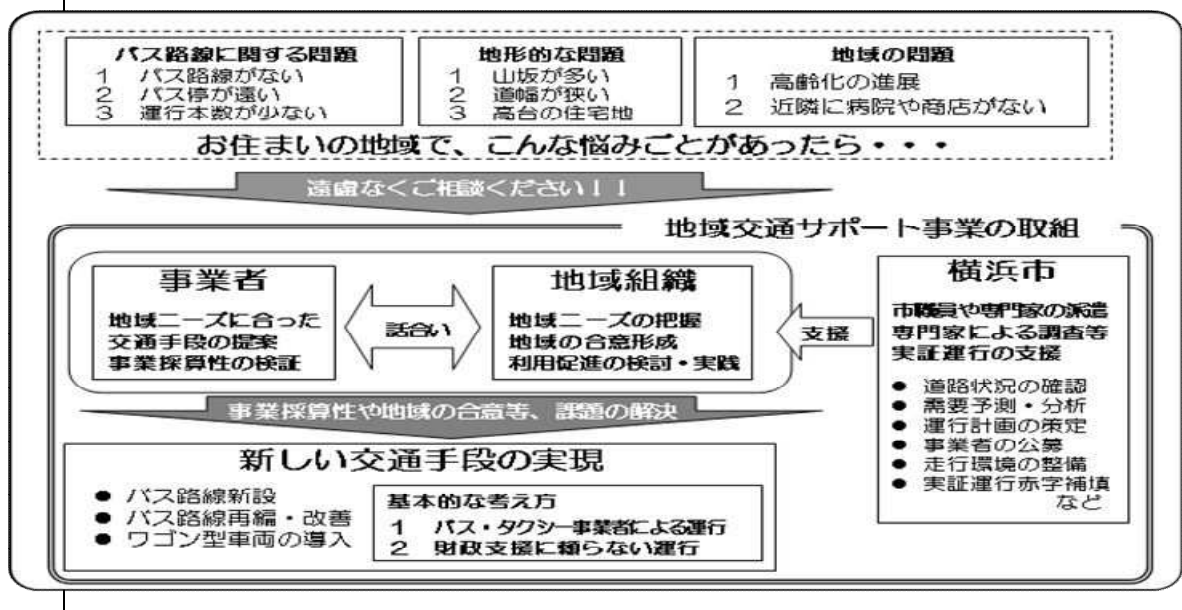 バス路線に関する問題
1 バス路線がない
2 バス停が遠い
3 運行本数が少ない
地形的な問題
1 山坂が多い
2 道幅が狭い
3 高台の住宅地
地域の問題
1 高齢化の進展
2 近隣に病院や商店がない
お住まいの地域で、こんな悩みごとがあったら・・・
遠慮なくご相談ください!!
地域交通サポート事業の取組
事業者
地域ニーズに合った
交通手段の提案
事業採算性の検証
話合い
地域組織
地域ニーズの把握
地域の合意形成
利用促進の検討・実践
支援
横浜市
市職員や専門家の派遣
専門家による調査等
実証運行の支援
● 道路状況の確認
● 需要予測・分析
● 運行計画の策定
● 事業者の公募
● 走行環境の整備
● 実証運行赤字補填
など
事業採算性や地域の合意等、課題の解決
新しい交通手段の実現
● バス路線新設
● バス路線再編・改善
● ワゴン型車両の導入
基本的な考え方
1 バス・タクシー事業者による運行
2 財政支援に頼らない運行